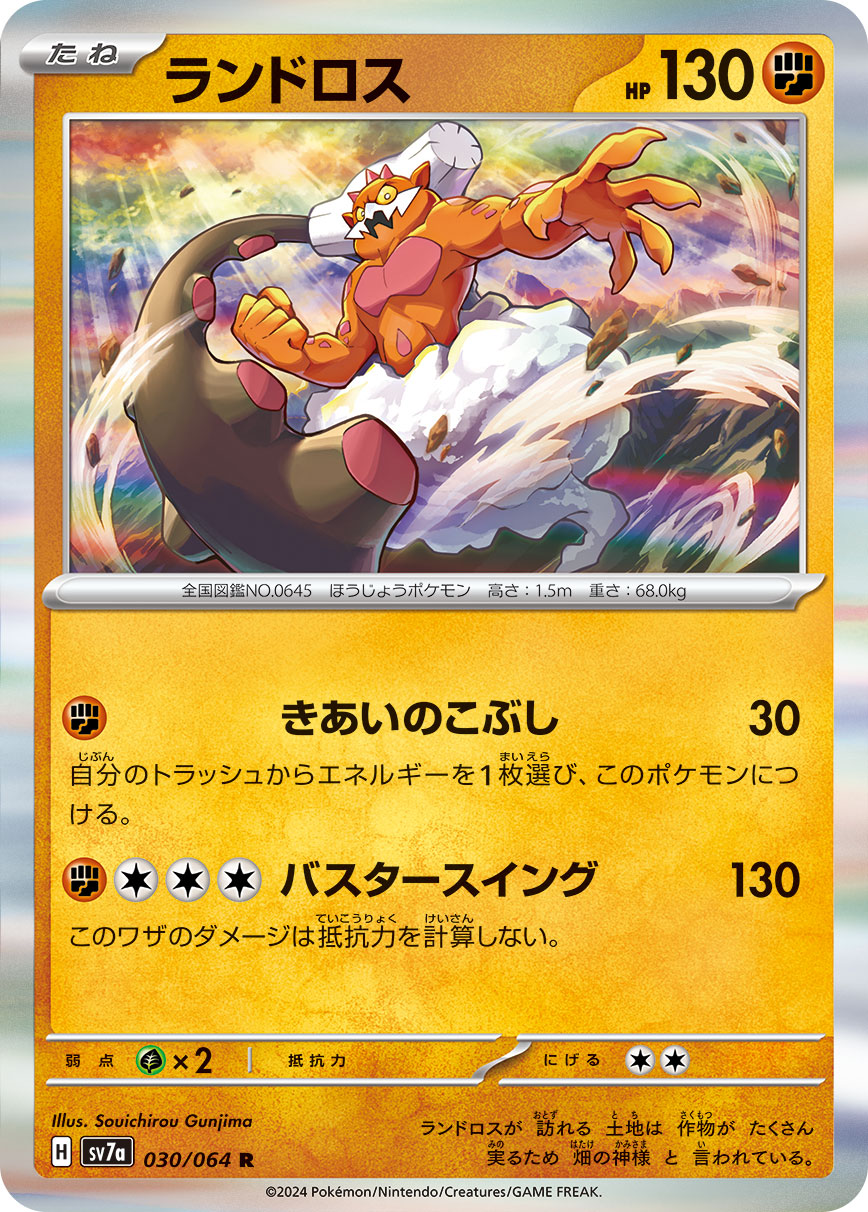 たね ランドロス HP 130
全国図鑑NO.0645 ほうじょうポケモン 高さ:1.5m 重さ:68.0kg
きあいのこぶし 30
自分のトラッシュからエネルギーを1枚選び、このポケモンにつ
ける。
バスタースイング 130
このワザのダメージは抵抗力を計算しない。
弱点 ×2 抵抗力 にげる
Illus. Souichirou Gunjima
ランドロスが 訪れる 土地は 作物が たくさん
実るため 畑の神様 と 言われている。
H sv7a 030/064 R
©2024 Pokémon/Nintendo/Creatures/GAME FREAK.